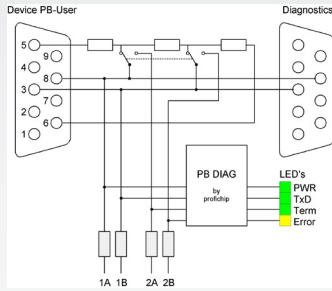 Device PB-User
Diagnostics
5
9
4
8
3
7
2
6
1
PB DIAG
by
profichip
LED's
PWR
TxD
Term
Error
1A 1B 2A 2B